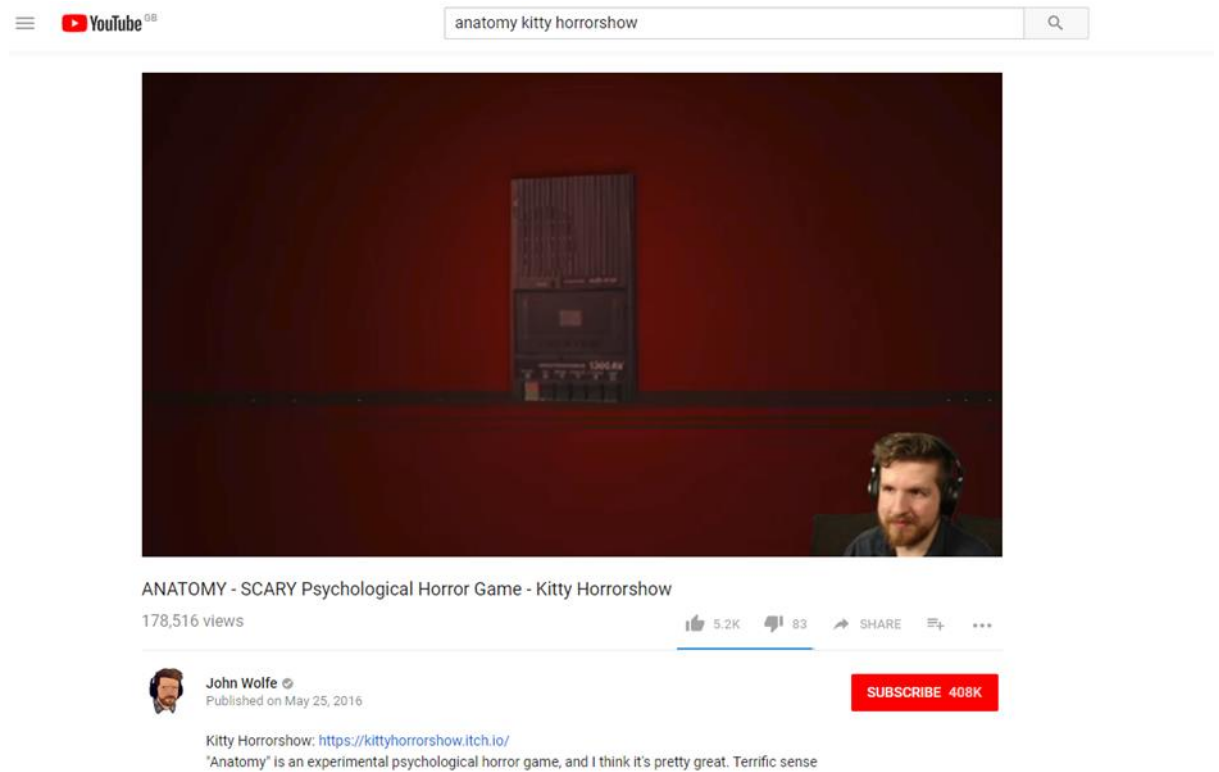 YouTube GB
anatomy kitty horrorshow
1300AV
ANATOMY - SCARY Psychological Horror Game - Kitty Horrorshow
178,516 views
5.2K 83 SHARE
John Wolfe
Published on May 25, 2016
SUBSCRIBE 408K
Kitty Horrorshow: https://kittyhorrorshow.itch.io/
"Anatomy" is an experimental psychological horror game, and I think it's pretty great. Terrific sense